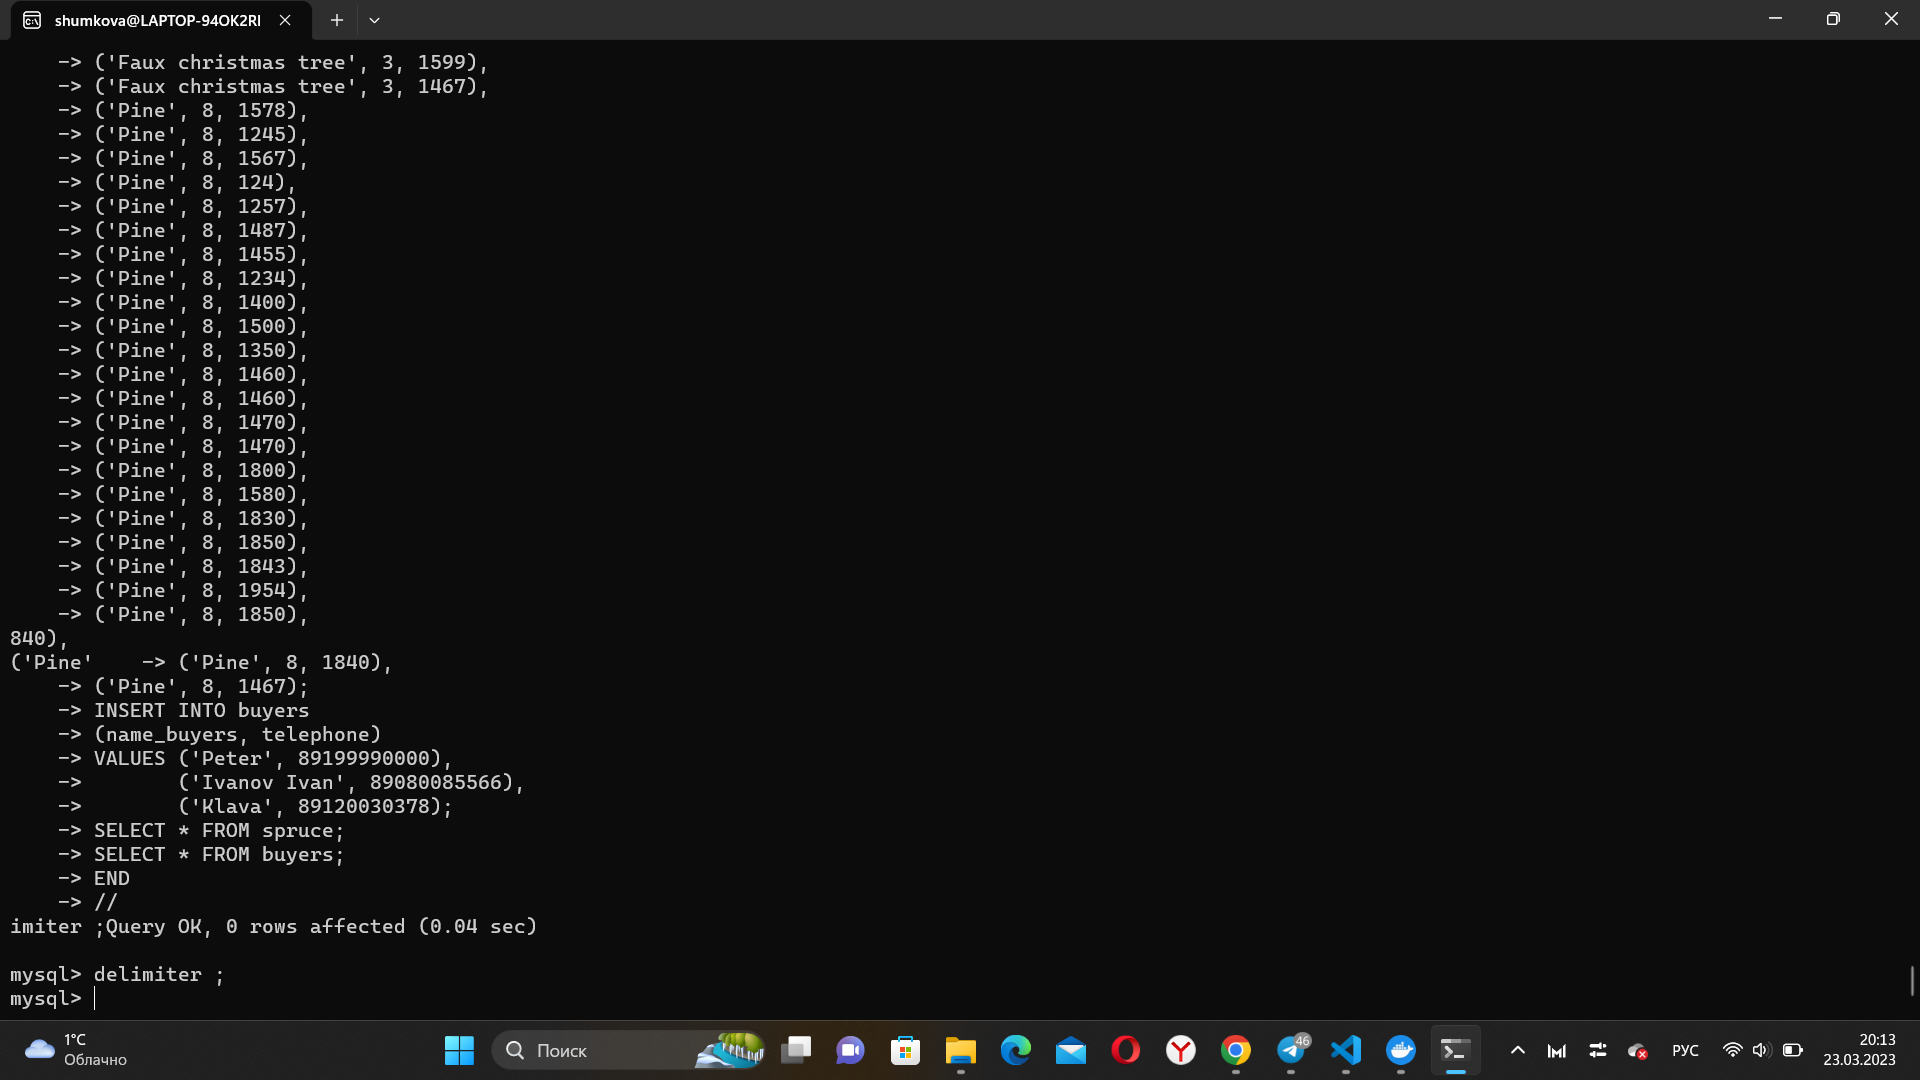 shumkova@LAPTOP-94OK2RI
-> ('Faux christmas tree', 3, 1599),
-> ('Faux christmas tree', 3, 1467),
-> ('Pine', 8, 1578),
-> ('Pine', 8, 1245),
-> ('Pine', 8, 1567),
-> ('Pine', 8, 124),
-> ('Pine', 8, 1257),
-> ('Pine', 8, 1487),
-> ('Pine', 8, 1455),
-> ('Pine', 8, 1234),
-> ('Pine', 8, 1400),
-> ('Pine', 8, 1500),
-> ('Pine', 8, 1350),
-> ('Pine', 8, 1460),
-> ('Pine', 8, 1460),
-> ('Pine', 8, 1470),
-> ('Pine', 8, 1470),
-> ('Pine', 8, 1800),
-> ('Pine', 8, 1580),
-> ('Pine', 8, 1830),
-> ('Pine', 8, 1850),
-> ('Pine', 8, 1843),
-> ('Pine', 8, 1954),
-> ('Pine', 8, 1850),
840),
('Pine'    -> ('Pine', 8, 1840),
-> ('Pine', 8, 1467);
-> INSERT INTO buyers
-> (name_buyers, telephone)
-> VALUES ('Peter', 89199990000),
->        ('Ivanov Ivan', 89080085566),
->        ('Klava', 89120030378);
-> SELECT * FROM spruce;
-> SELECT * FROM buyers;
-> END
-> //
imiter ;Query OK, 0 rows affected (0.04 sec)
mysql> delimiter ;
mysql>
1°C
Облачно
Поиск
46
РУС
20:13
23.03.2023